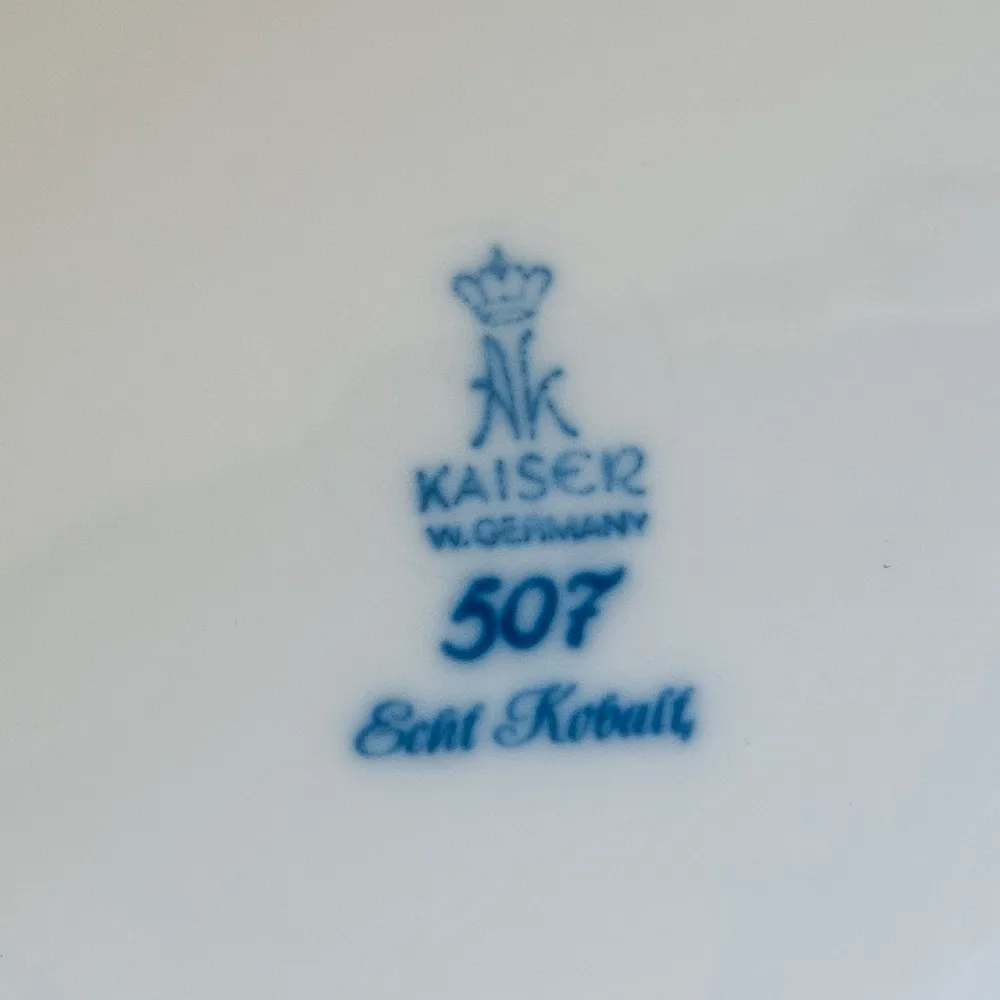 AK
KAISER
W. GERMANY
507
Echt Kobalt